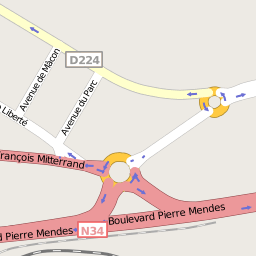 Avenue de Mâcon
D224
Avenue du Parc
Liberté
François Mitterrand
Boulevard Pierre Mendes
N34
Pierre Mendes